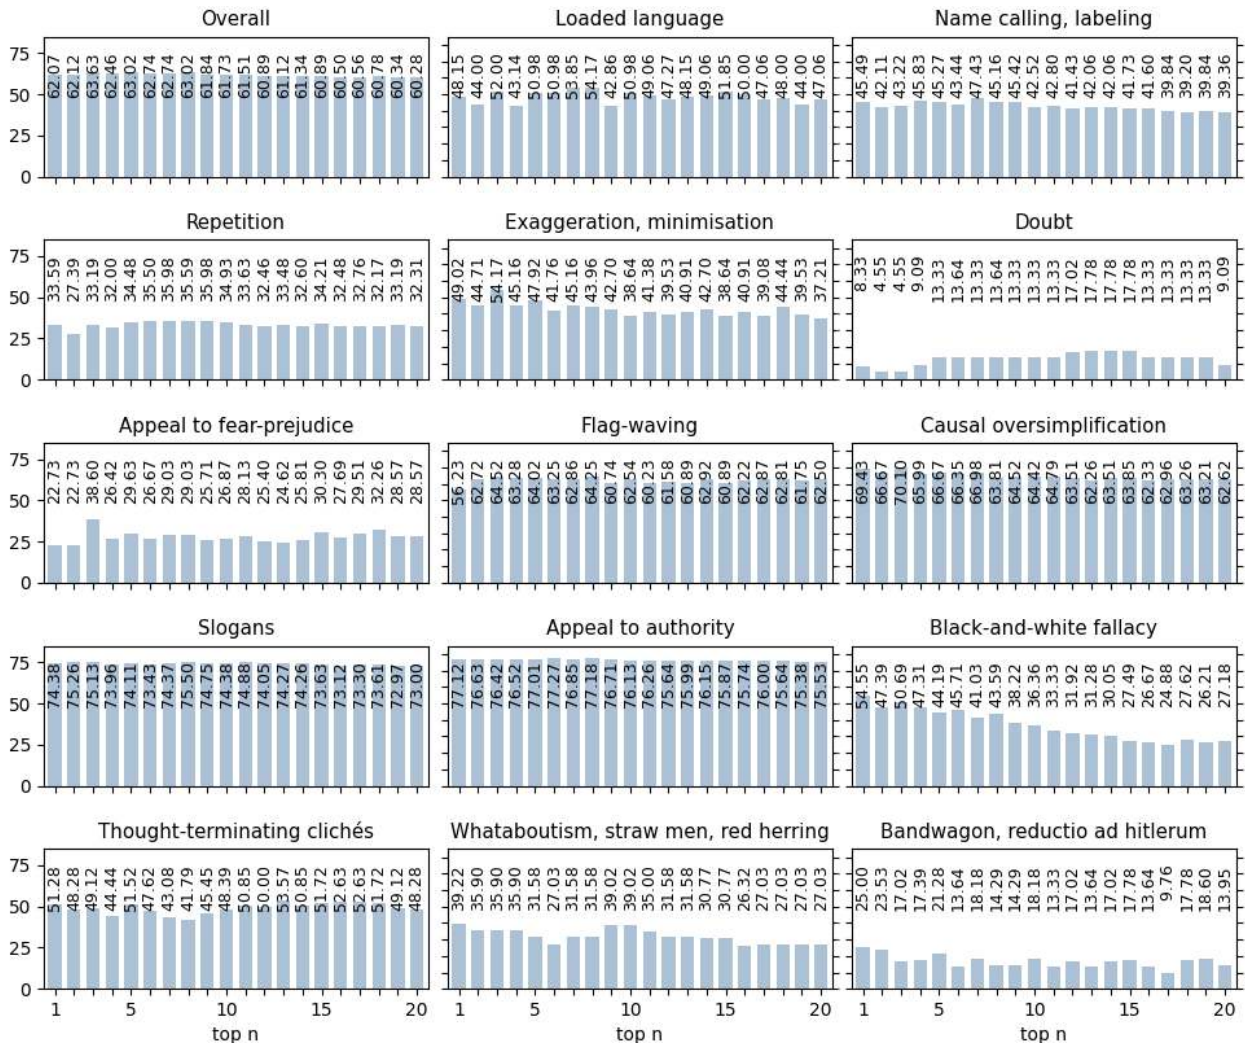 Overall
62.07 62.12 63.63 62.46 63.02 62.74 62.74 63.02 61.84 61.73 61.51 60.89 61.12 61.34 60.89 60.50 60.56 60.78 60.34 60.28
75
50
25
0
Loaded language
48.15 44.00 52.00 43.14 50.98 50.98 53.85 54.17 42.86 50.98 49.06 47.27 48.15 49.06 51.85 50.00 47.06 48.00 44.00 47.06
Name calling, labeling
45.49 42.11 43.22 45.83 45.27 43.44 47.43 45.16 45.42 42.52 42.80 41.43 42.06 42.06 41.73 41.60 39.84 39.20 39.84 39.36
Repetition
33.59 27.39 33.19 32.00 34.48 35.50 35.98 35.59 35.98 34.93 33.63 32.46 33.48 32.60 34.21 32.48 32.76 32.17 33.19 32.31
75
50
25
0
Exaggeration, minimisation
49.02 44.71 54.17 45.16 47.92 41.76 45.16 43.96 42.70 38.64 41.38 39.53 40.91 42.70 38.64 40.91 39.08 44.44 39.53 37.21
Doubt
8.33 4.55 4.55 9.09 13.33 13.64 13.33 13.64 13.33 13.33 13.33 17.02 17.78 17.78 17.78 13.33 13.33 13.33 13.33 9.09
Appeal to fear-prejudice
22.73 22.73 38.60 26.42 29.63 26.67 29.03 29.03 25.71 26.87 28.13 25.40 24.62 25.81 30.30 27.69 29.51 32.26 28.57 28.57
75
50
25
0
Flag-waving
56.23 62.72 64.52 63.38 64.02 63.25 62.86 64.25 60.74 62.54 60.23 61.58 60.89 62.92 60.89 62.22 62.87 62.81 61.75 62.50
Causal oversimplification
69.43 66.67 70.10 65.99 66.67 66.35 66.98 63.81 64.52 64.42 64.79 63.51 62.26 63.51 63.85 62.33 62.96 63.26 63.21 62.62
Slogans
74.38 75.26 75.13 73.96 74.11 73.43 74.37 75.50 74.75 74.38 74.88 74.05 74.27 74.26 73.63 73.12 73.30 73.61 72.97 73.00
75
50
25
0
Appeal to authority
77.12 76.63 76.42 76.52 77.01 77.27 76.85 77.18 76.71 76.13 76.26 75.64 75.99 76.15 75.87 75.74 76.00 75.64 75.38 75.53
Black-and-white fallacy
54.55 47.39 50.69 47.31 44.19 45.71 41.03 43.59 38.22 36.36 33.33 31.92 31.28 30.05 27.49 26.67 24.88 27.62 26.21 27.18
Thought-terminating clichés
51.28 48.28 49.12 44.44 51.52 47.62 43.08 41.79 45.45 48.39 50.85 50.00 53.57 50.85 51.72 52.63 52.63 51.72 49.12 48.28
75
50
25
0
1 5 10 15 20
top n
Whataboutism, straw men, red herring
39.22 35.90 35.90 35.90 31.58 27.03 31.58 31.58 39.02 39.02 35.00 31.58 31.58 30.77 30.77 26.32 27.03 27.03 27.03 27.03
1 5 10 15 20
top n
Bandwagon, reductio ad hitlerum
25.00 23.53 17.02 17.39 21.28 13.64 18.18 14.29 14.29 18.18 13.33 17.02 13.64 17.02 17.78 13.64 9.76 17.78 18.60 13.95
1 5 10 15 20
top n